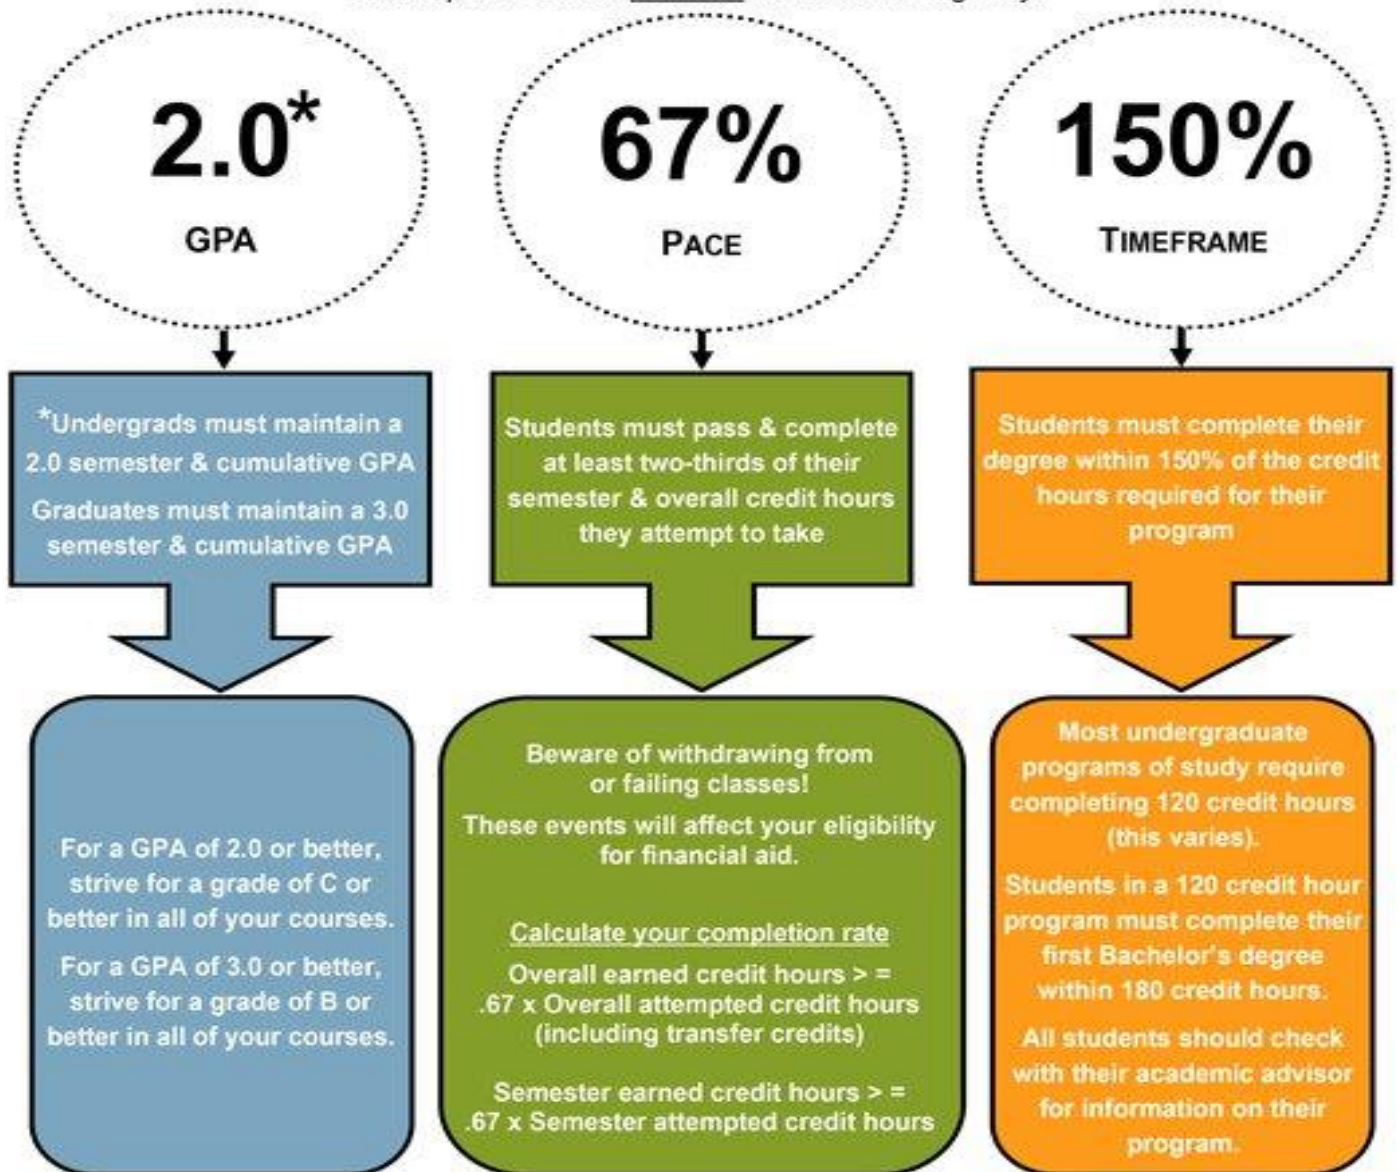 2.0*
GPA
*Undergrads must maintain a
2.0 semester & cumulative GPA
Graduates must maintain a 3.0
semester & cumulative GPA
For a GPA of 2.0 or better,
strive for a grade of C or
better in all of your courses.
For a GPA of 3.0 or better,
strive for a grade of B or
better in all of your courses.
67%
PACE
Students must pass & complete
at least two-thirds of their
semester & overall credit hours
they attempt to take
Beware of withdrawing from
or failing classes!
These events will affect your eligibility
for financial aid.
Calculate your completion rate
Overall earned credit hours > =
.67 x Overall attempted credit hours
(including transfer credits)
Semester earned credit hours > =
.67 x Semester attempted credit hours
150%
TIMEFRAME
Students must complete their
degree within 150% of the credit
hours required for their
program
Most undergraduate
programs of study require
completing 120 credit hours
(this varies).
Students in a 120 credit hour
program must complete their
first Bachelor's degree
within 180 credit hours.
All students should check
with their academic advisor
for information on their
program.